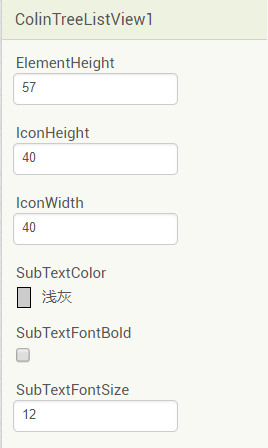 ColinTreeListView1
ElementHeight
57
IconHeight
40
IconWidth
40
SubTextColor
浅灰
SubTextFontBold
SubTextFontSize
12